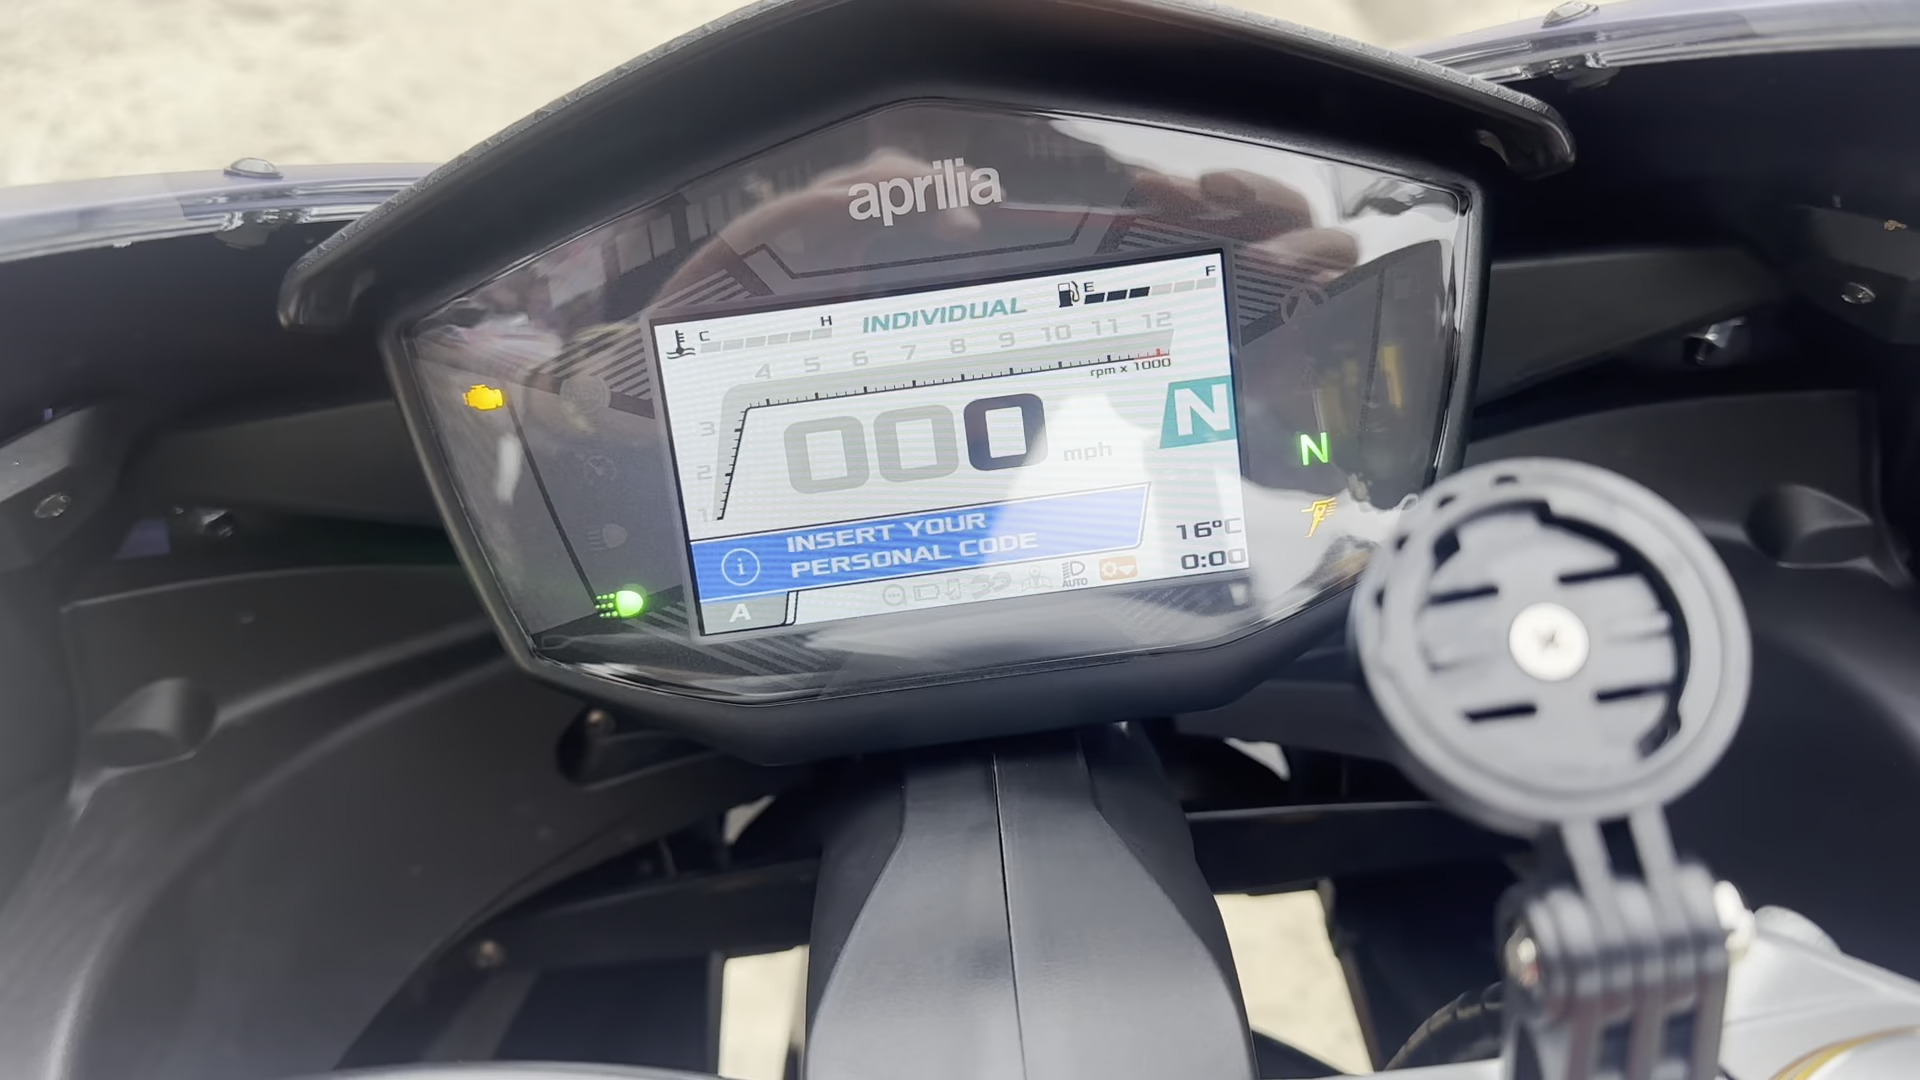 aprilia
C H INDIVIDUAL E F
4 5 6 7 8 9 10 11 12
rpm x 1000
3
2
1
000 mph
N
N
INSERT YOUR
PERSONAL CODE
16°C
0:00
AUTO
A